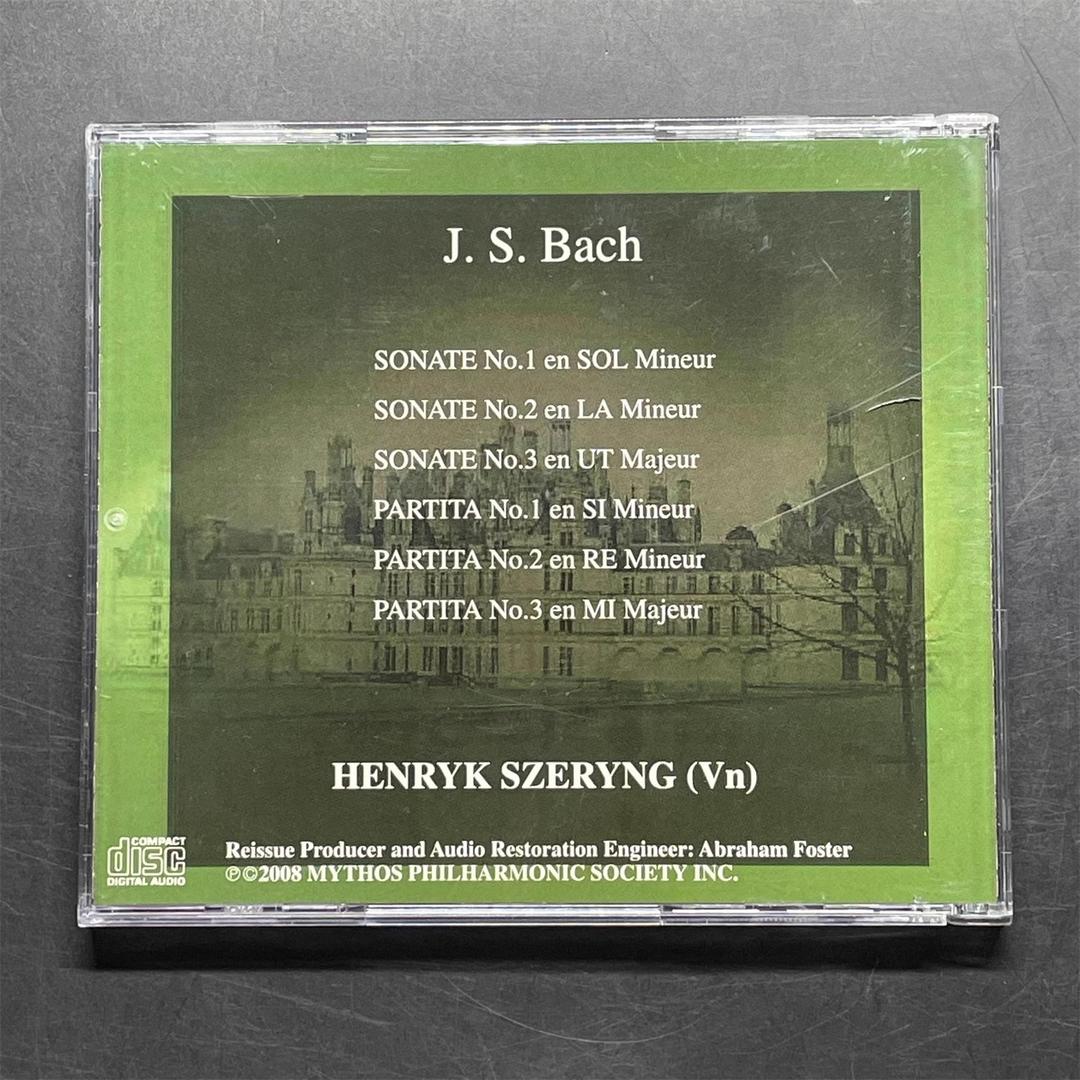 J. S. Bach
SONATE No.1 en SOL Mineur
SONATE No.2 en LA Mineur
SONATE No.3 en UT Majeur
PARTITA No.1 en SI Mineur
PARTITA No.2 en RE Mineur
PARTITA No.3 en MI Majeur
HENRYK SZERYNG (Vn)
COMPACT
disc
DIGITAL AUDIO
Reissue Producer and Audio Restoration Engineer: Abraham Foster
℗©2008 MYTHOS PHILHARMONIC SOCIETY INC.